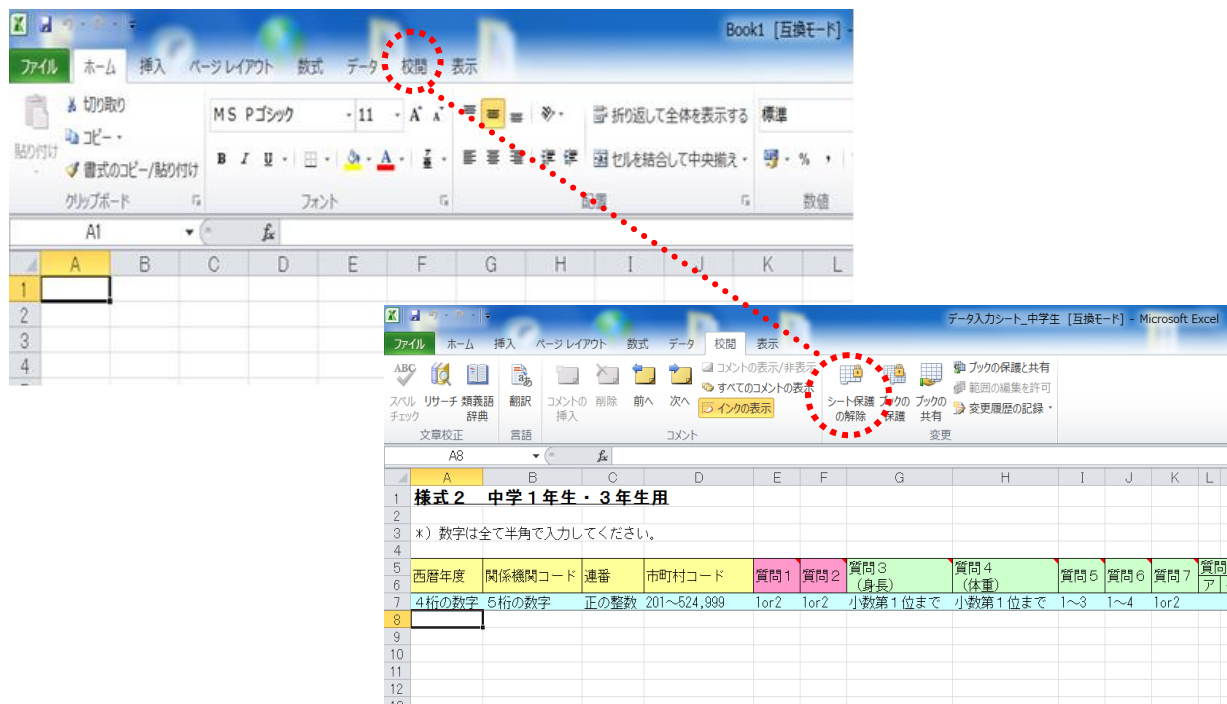 Book1 [互換モード] -
ファイル ホーム 挿入 ページレイアウト 数式 データ 校閲 表示
貼り付け
切り取り
コピー
書式のコピー/貼り付け
クリップボード
MS Pゴシック 11
B I U
フォント
折り返して全体を表示する
セルを結合して中央揃え
配置
標準
% ,
数値
A1 fx
A B C D E F G H I J K L
1
2
3
4
データ入力シート_中学生 [互換モード] - Microsoft Excel
ファイル ホーム 挿入 ページ レイアウト 数式 データ 校閲 表示
ABC
スペル
チェック
リサーチ
類義語
辞典
文章校正
翻訳
言語
コメントの
挿入
削除
前へ
次へ
コメントの表示/非表示
すべてのコメントの表示
インクの表示
コメント
シート保護
の解除
ブックの
保護
ブックの
共有
ブックの保護と共有
範囲の編集を許可
変更履歴の記録
変更
A8 fx
A B C D E F G H I J K L
1 様式2 中学1年生・3年生用
2
3 *）数字は全て半角で入力してください。
4
5
6
西暦年度 関係機関コード 連番 市町村コード 質問1 質問2 質問3 (身長) 質問4 (体重) 質問5 質問6 質問7 質問 ア
7 4桁の数字 5桁の数字 正の整数 201～524,999 1or2 1or2 小数第1位まで 小数第1位まで 1～3 1～4 1or2
8
9
10
11
12